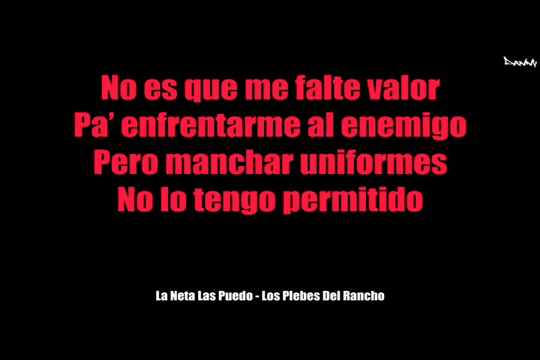 No es que me falte valor
Pa' enfrentarme al enemigo
Pero manchar uniformes
No lo tengo permitido
La Neta Las Puedo - Los Plebes Del Rancho